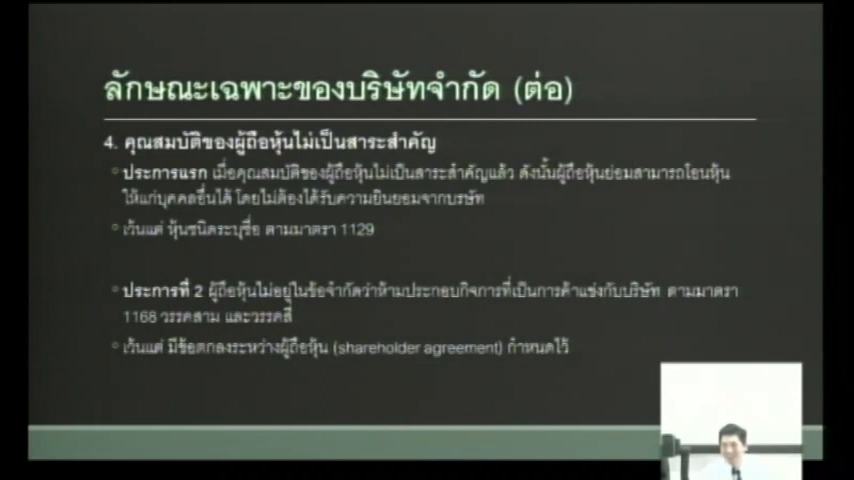 ลักษณะเฉพาะของบริษัทจำกัด (ต่อ)
4. คุณสมบัติของผู้ถือหุ้นไม่เป็นสาระสำคัญ
ประการแรก เมื่อคุณสมบัติของผู้ถือหุ้นไม่เป็นสาระสำคัญแล้ว ดังนั้นผู้ถือหุ้นย่อมสามารถโอนหุ้น
ให้แก่บุคคลอื่นได้ โดยไม่ต้องได้รับความยินยอมจากบรษัท
เว้นแต่ หุ้นชนิดระบุชื่อ ตามมาตรา 1129
ประการที่ 2 ผู้ถือหุ้นไม่อยู่ในข้อจำกัดว่าห้ามประกอบกิจการที่เป็นการค้าแข่งกับบริษัท ตามมาตรา
1168 วรรคสาม และวรรคสี่
เว้นแต่ มีข้อตกลงระหว่างผู้ถือหุ้น (shareholder agreement) กำหนดไว้